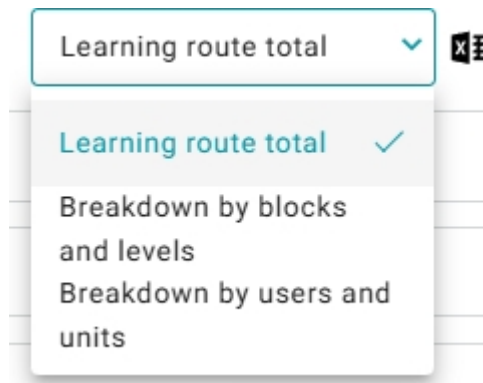 Learning route total
Learning route total
Breakdown by blocks
and levels
Breakdown by users and
units